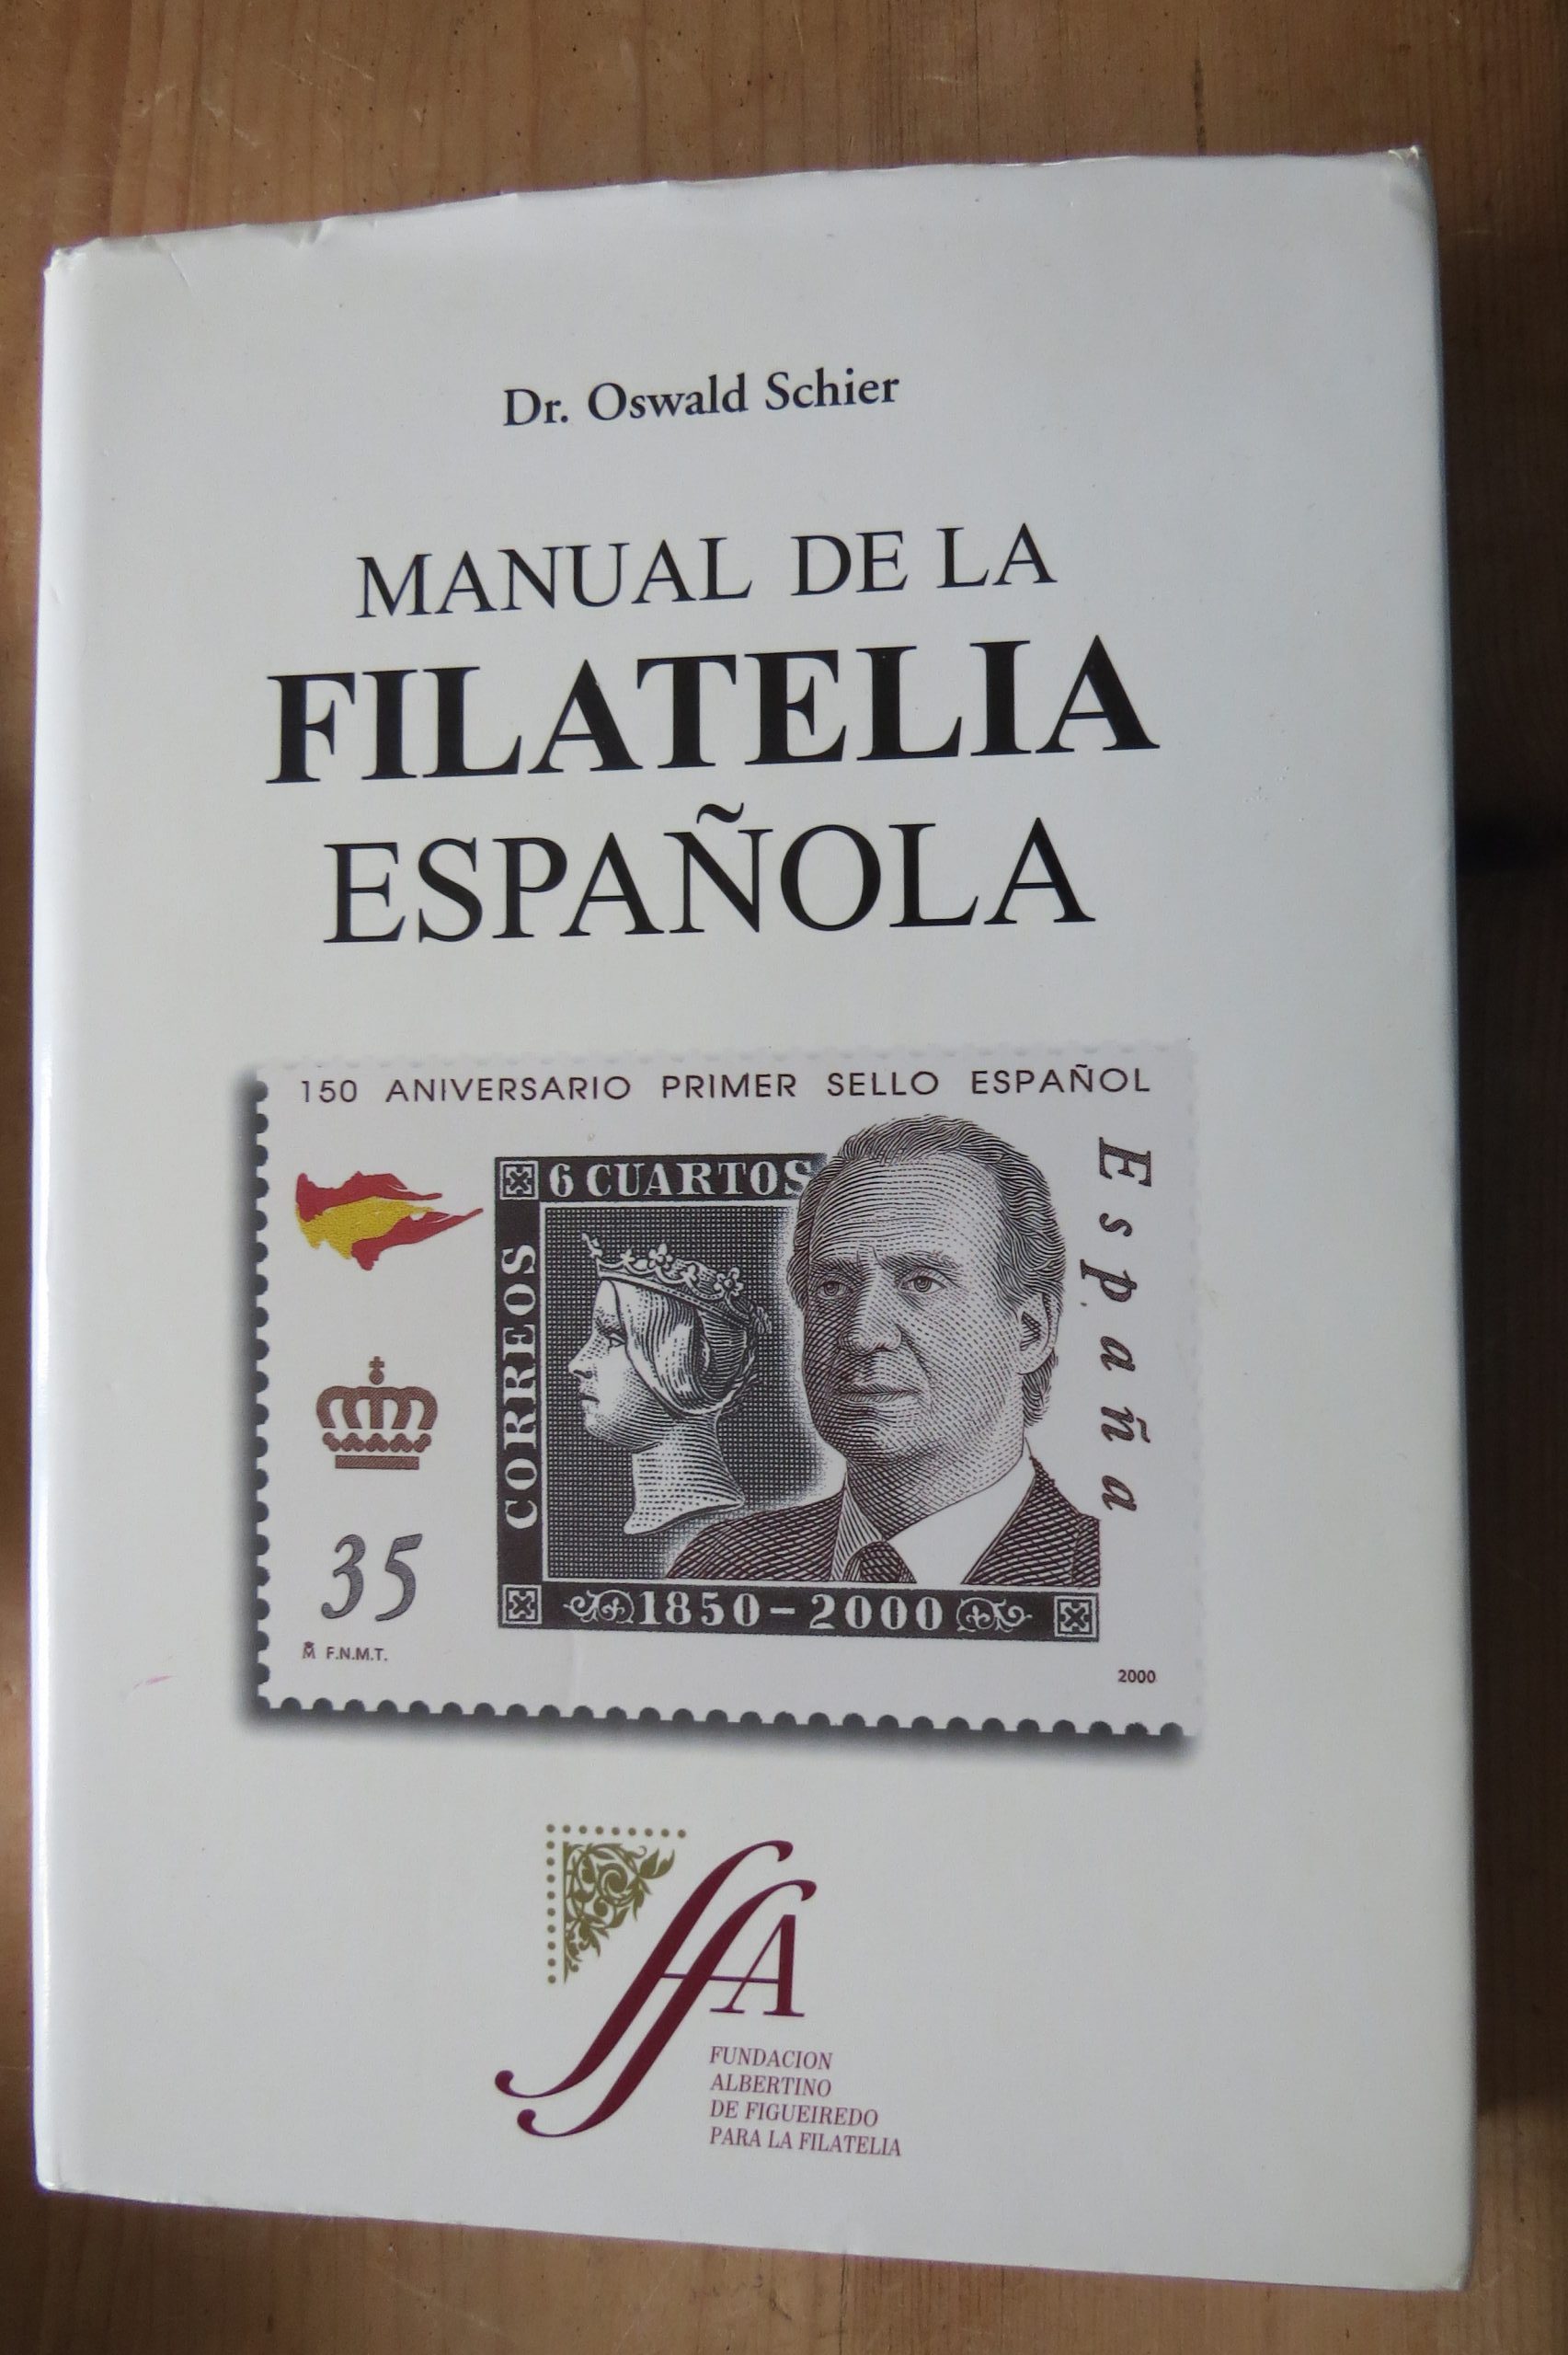 Dr. Oswald Schier
MANUAL DE LA
FILATELIA
ESPAÑOLA
150 ANIVERSARIO PRIMER SELLO ESPAÑOL
España
6 CUARTOS
CORREOS
35
1850-2000
F.N.M.T.
2000
ffA
FUNDACION
ALBERTINO
DE FIGUEIREDO
PARA LA FILATELIA